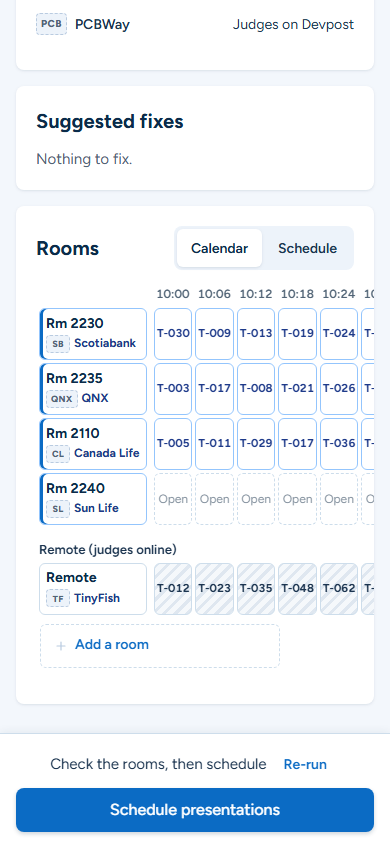 PCB PCBWay Judges on Devpost
Suggested fixes
Nothing to fix.
Rooms Calendar Schedule
10:00 10:06 10:12 10:18 10:24
Rm 2230
SB Scotiabank T-030 T-009 T-013 T-019 T-024
Rm 2235
QNX QNX T-003 T-017 T-008 T-021 T-026
Rm 2110
CL Canada Life T-005 T-011 T-029 T-017 T-036
Rm 2240
SL Sun Life Open Open Open Open Open
Remote (judges online)
Remote
TF TinyFish T-012 T-023 T-035 T-048 T-062
+ Add a room
Check the rooms, then schedule Re-run
Schedule presentations